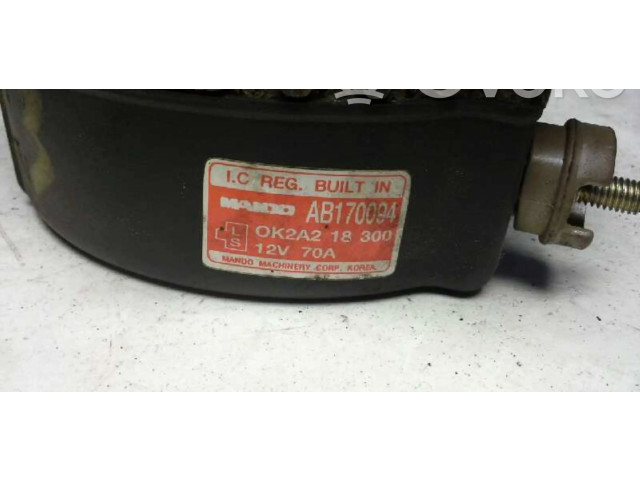 I.C REG. BUILT IN
MANDO AB170094
L S OK2A2 18 300
12V 70A
MANDO MACHINERY CORP. KOREA